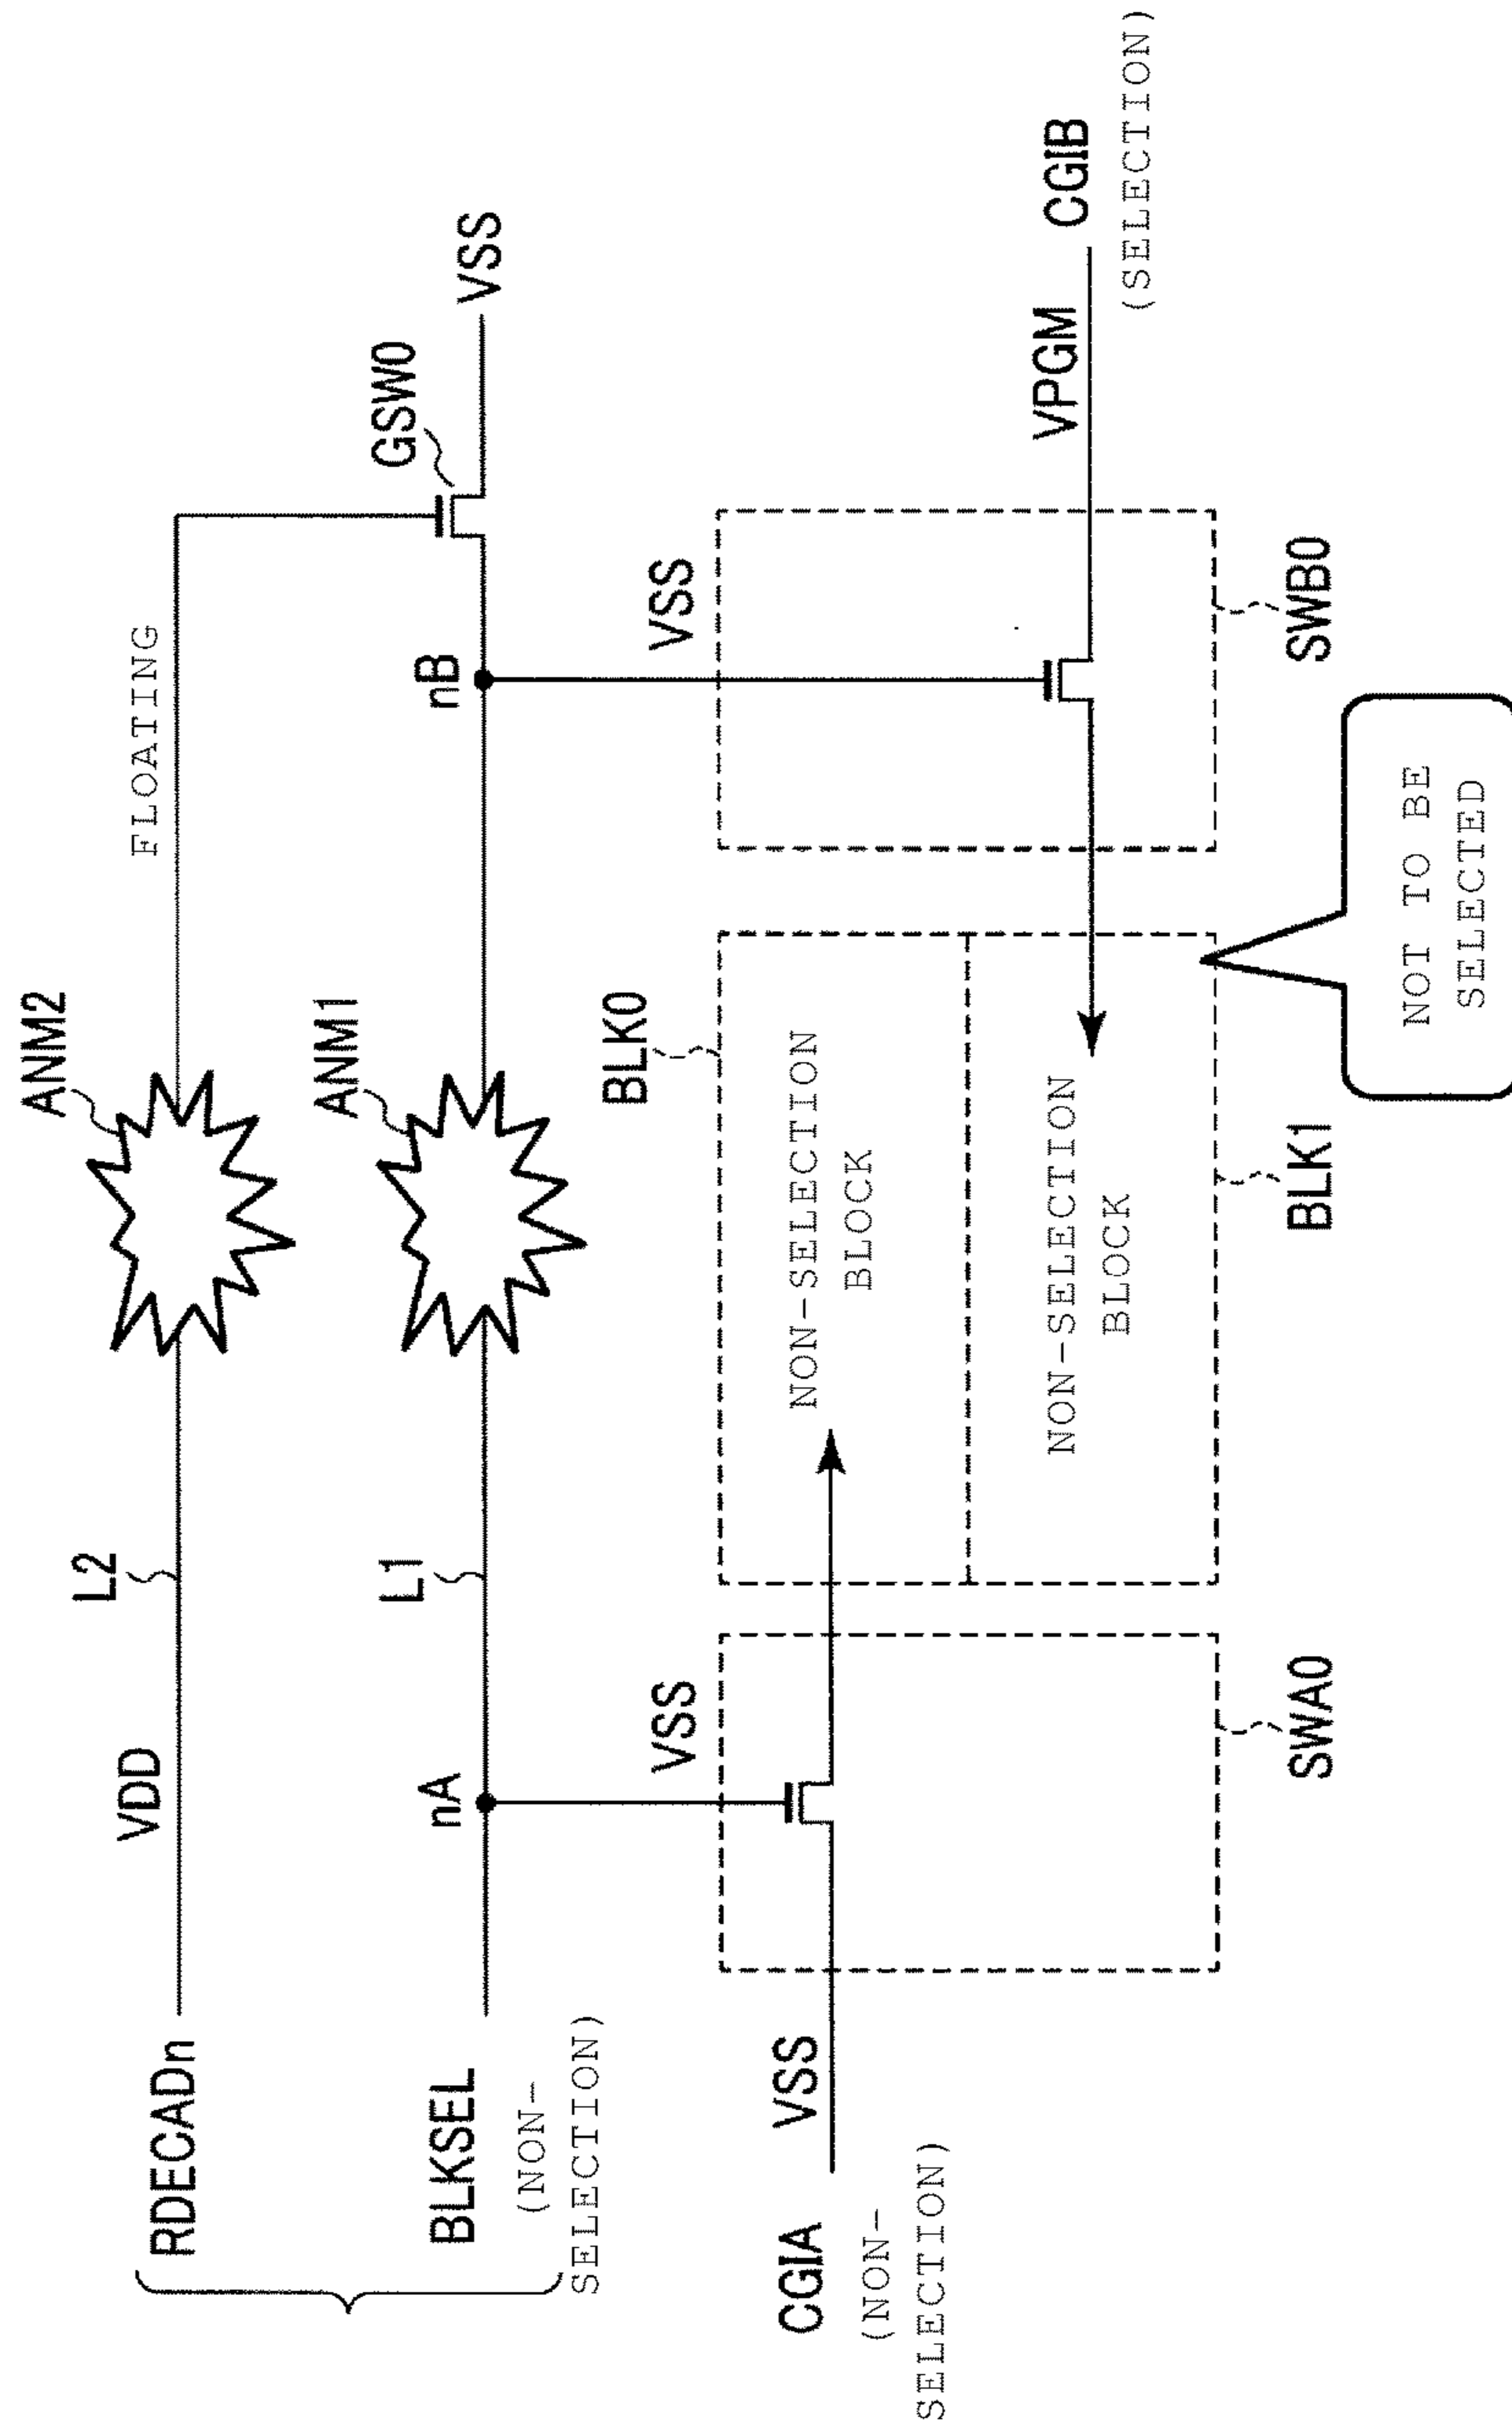 RDECADn
VDD
L2
ANM2
FLOATING
BLKSEL
(NON-
SELECTION)
nA
L1
ANM1
nB
GSW0
VSS
CGIA
(NON-
SELECTION)
VSS
VSS
SWA0
BLK0
NON-SELECTION
BLOCK
NON-SELECTION
BLOCK
BLK1
VSS
SWB0
VPGM
CGIB
(SELECTION)
NOT TO BE
SELECTED